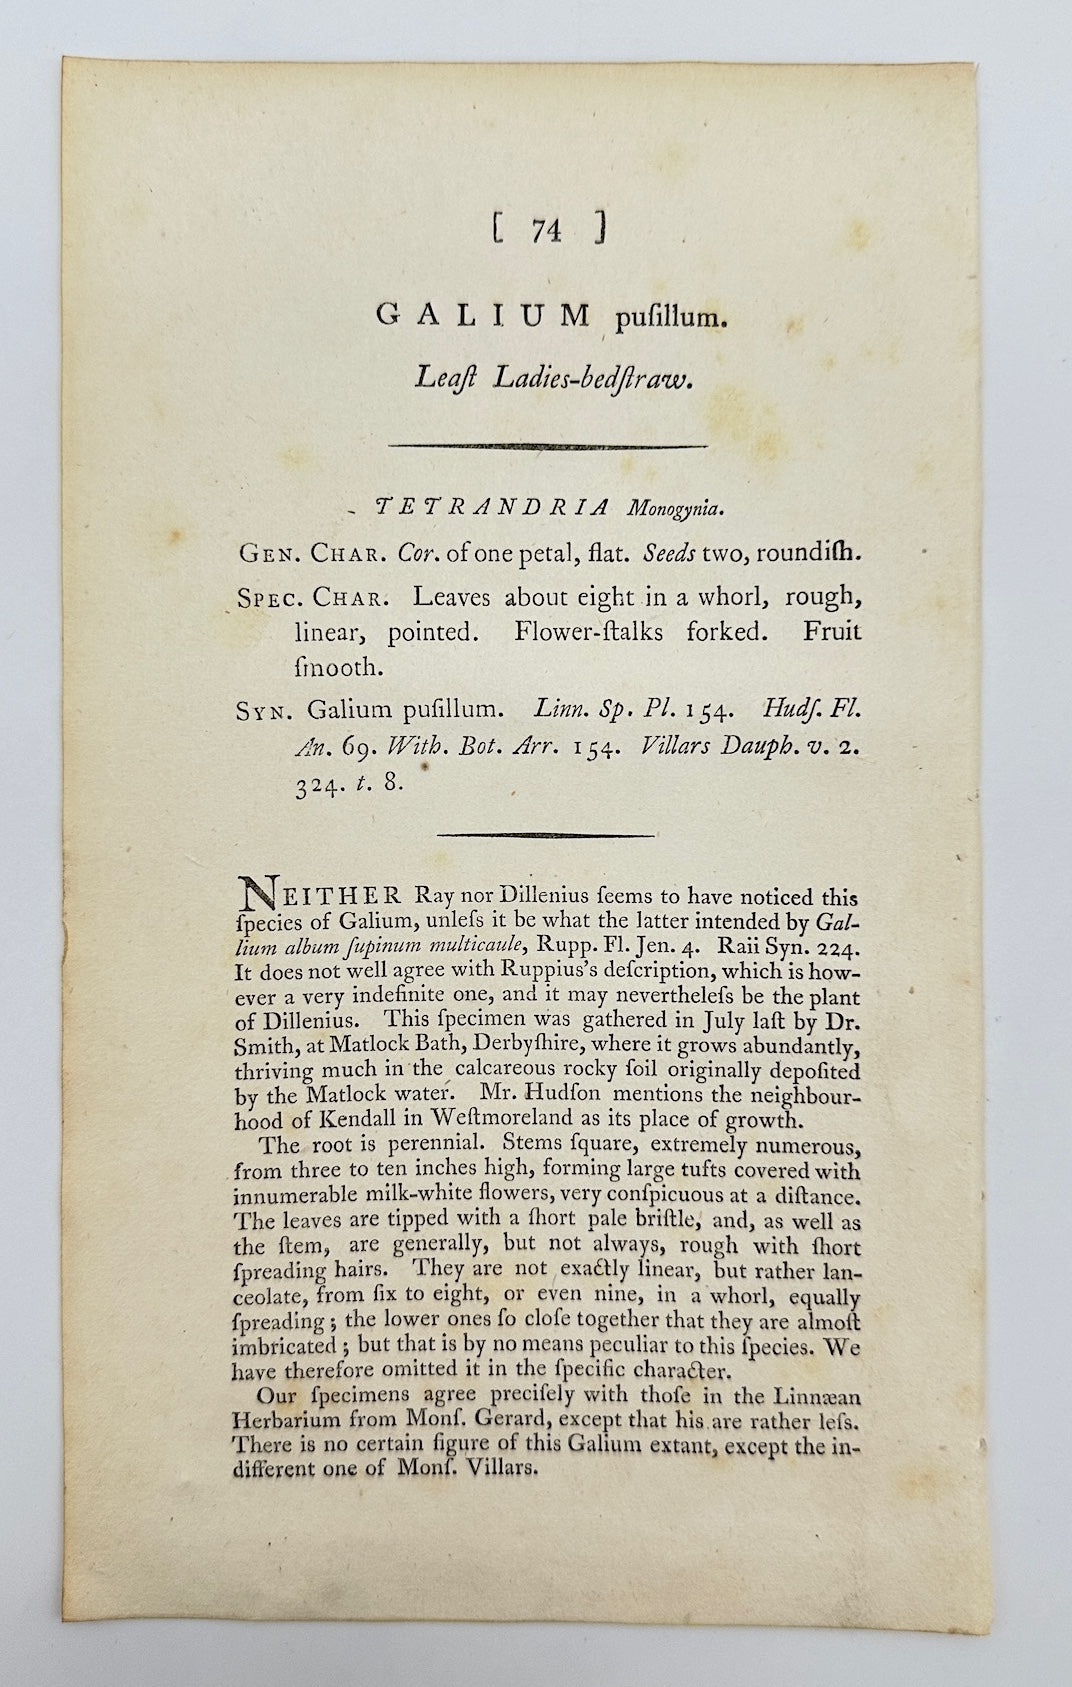 [ 74 ]
GALIUM puſillum.
Leaſt Ladies-bedſtraw.
TETRANDRIA Monogynia.
GEN. CHAR. Cor. of one petal, flat. Seeds two, roundiſh.
SPEC. CHAR. Leaves about eight in a whorl, rough,
linear, pointed. Flower-ſtalks forked. Fruit
ſmooth.
SYN. Galium puſillum. Linn. Sp. Pl. 154. Hudſ. Fl.
An. 69. With. Bot. Arr. 154. Villars Dauph. v. 2.
324. t. 8.
NEITHER Ray nor Dillenius ſeems to have noticed this
ſpecies of Galium, unleſs it be what the latter intended by Gal-
lium album ſupinum multicaule, Rupp. Fl. Jen. 4. Raii Syn. 224.
It does not well agree with Ruppius's deſcription, which is how-
ever a very indefinite one, and it may nevertheleſs be the plant
of Dillenius. This ſpecimen was gathered in July laſt by Dr.
Smith, at Matlock Bath, Derbyſhire, where it grows abundantly,
thriving much in the calcareous rocky ſoil originally depoſited
by the Matlock water. Mr. Hudſon mentions the neighbour-
hood of Kendall in Weſtmoreland as its place of growth.
The root is perennial. Stems ſquare, extremely numerous,
from three to ten inches high, forming large tufts covered with
innumerable milk-white flowers, very conſpicuous at a diſtance.
The leaves are tipped with a ſhort pale briſtle, and, as well as
the ſtem, are generally, but not always, rough with ſhort
ſpreading hairs. They are not exactly linear, but rather lan-
ceolate, from ſix to eight, or even nine, in a whorl, equally
ſpreading; the lower ones ſo cloſe together that they are almoſt
imbricated; but that is by no means peculiar to this ſpecies. We
have therefore omitted it in the ſpecific character.
Our ſpecimens agree preciſely with thoſe in the Linnæan
Herbarium from Monſ. Gerard, except that his are rather leſs.
There is no certain figure of this Galium extant, except the in-
different one of Monſ. Villars.